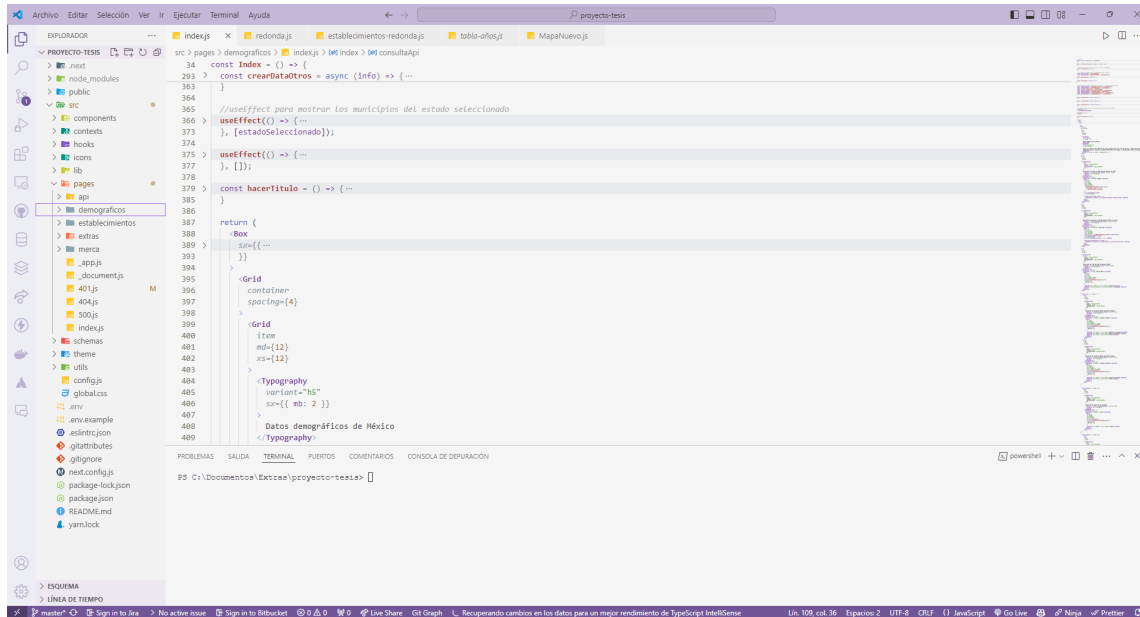 Archivo Editar Selección Ver Ir Ejecutar Terminal Ayuda
proyecto-tesis
EXPLORADOR
PROYECTO-TESIS
.next
node_modules
public
src
components
contexts
hooks
icons
lib
pages
api
demograficos
establecimientos
extras
merca
_app.js
_document.js
401.js M
404.js
500.js
index.js
schemas
theme
utils
config.js
global.css
.env
.env.example
.eslintrc.json
.gitattributes
.gitignore
next.config.js
package-lock.json
package.json
README.md
yarn.lock
ESQUEMA
LÍNEA DE TIEMPO
index.js redonda.js establecimientos-redonda.js tabla-años.js MapaNuevo.js
src > pages > demograficos > index.js > Index > consultaApi
34 const Index = () => {
293 > const crearDataOtros = async (info) => {…
363 }
364
365 //useEffect para mostrar los municipios del estado seleccionado
366 > useEffect(() => {…
373 }, [estadoSeleccionado]);
374
375 > useEffect(() => {…
377 }, []);
378
379 > const hacerTitulo = () => {…
385 }
386
387 return (
388 <Box
389 > sx={{…
393 }}
394 >
395 <Grid
396 container
397 spacing={4}
398 >
399 <Grid
400 item
401 md={12}
402 xs={12}
403 >
404 <Typography
405 variant="h5"
406 sx={{ mb: 2 }}
407 >
408 Datos demográficos de México
409 </Typography>
PROBLEMS SALIDA TERMINAL PUERTOS COMENTARIOS CONSOLA DE DEPURACIÓN
powershell
PS C:\Documentos\Extras\proyecto-tesis>
master* Sign in to Jira No active issue Sign in to Bitbucket 0 0 0 Live Share Git Graph Recuperando cambios en los datos para un mejor rendimiento de TypeScript IntelliSense Lín. 109, col. 36 Espacios: 2 UTF-8 CRLF {} JavaScript Go Live Ninja Prettier